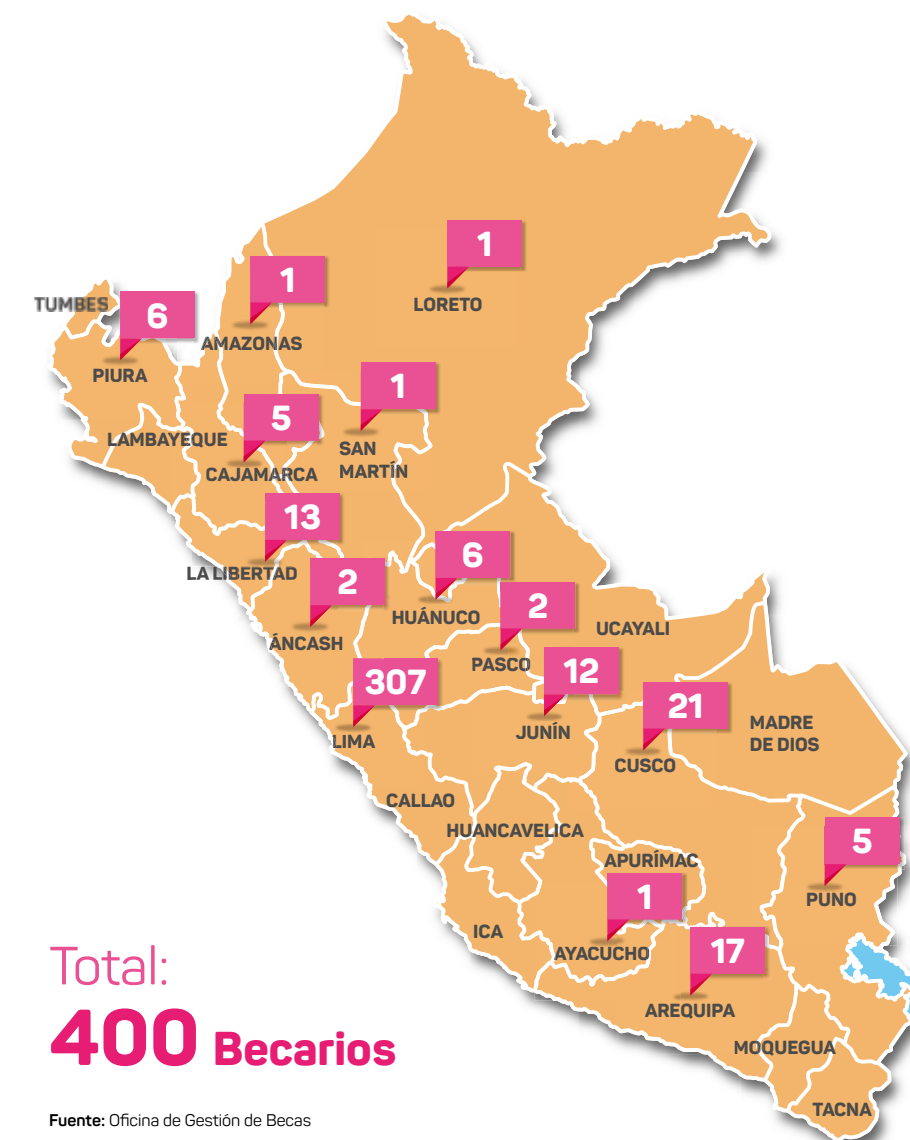 1
LORETO
1
AMAZONAS
TUMBES
6
PIURA
1
SAN
MARTÍN
5
CAJAMARCA
LAMBAYEQUE
13
LA LIBERTAD
2
ÁNCASH
6
HUÁNUCO
2
PASCO
UCAYALI
307
LIMA
12
JUNÍN
21
CUSCO
MADRE
DE DIOS
CALLAO
HUANCAVELICA
APURÍMAC
5
PUNO
1
AYACUCHO
ICA
17
AREQUIPA
MOQUEGUA
TACNA
Total:
400 Becarios
Fuente: Oficina de Gestión de Becas